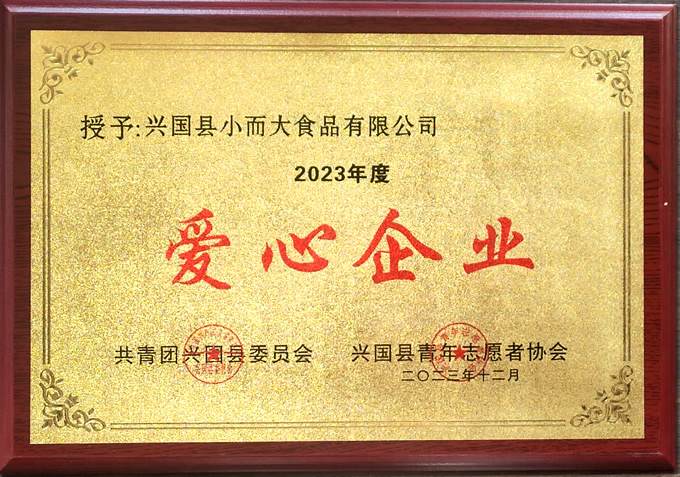 授予:兴国县小而大食品有限公司
2023年度
爱心企业
共青团兴国县委员会
兴国县青年志愿者协会
二〇二三年十二月